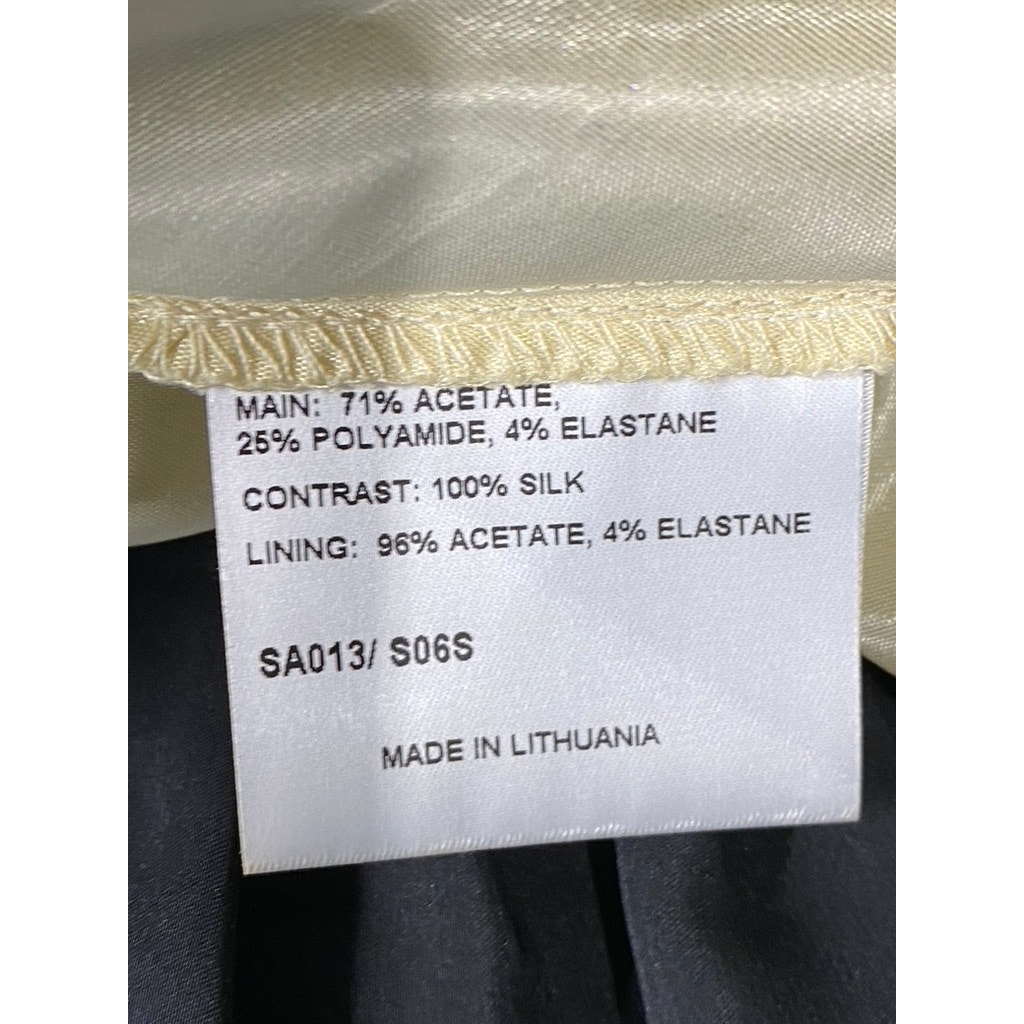 MAIN: 71% ACETATE,
25% POLYAMIDE, 4% ELASTANE
CONTRAST: 100% SILK
LINING: 96% ACETATE, 4% ELASTANE
SA013/ S06S
MADE IN LITHUANIA